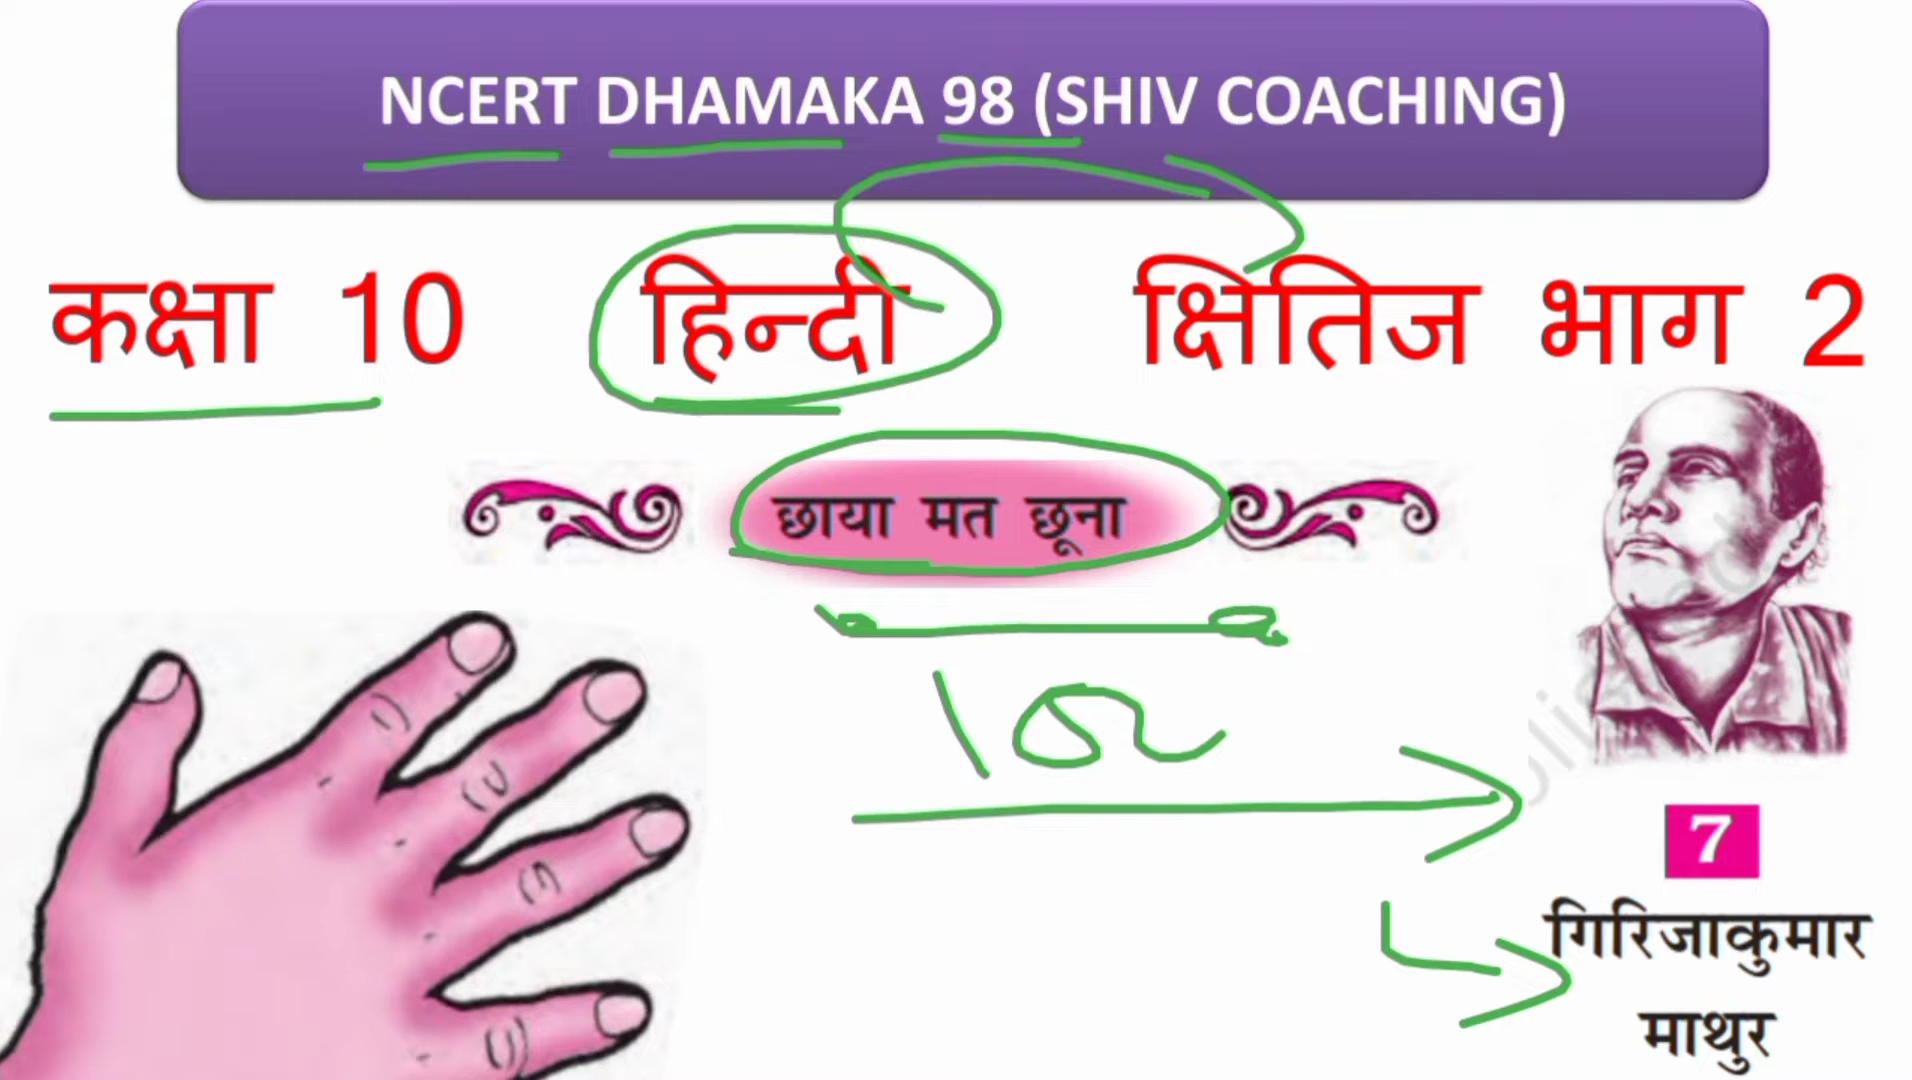 NCERT DHAMAKA 98 (SHIV COACHING)
कक्षा 10 हिन्दी क्षितिज भाग 2
छाया मत छूना
7
गिरिजाकुमार
माथुर